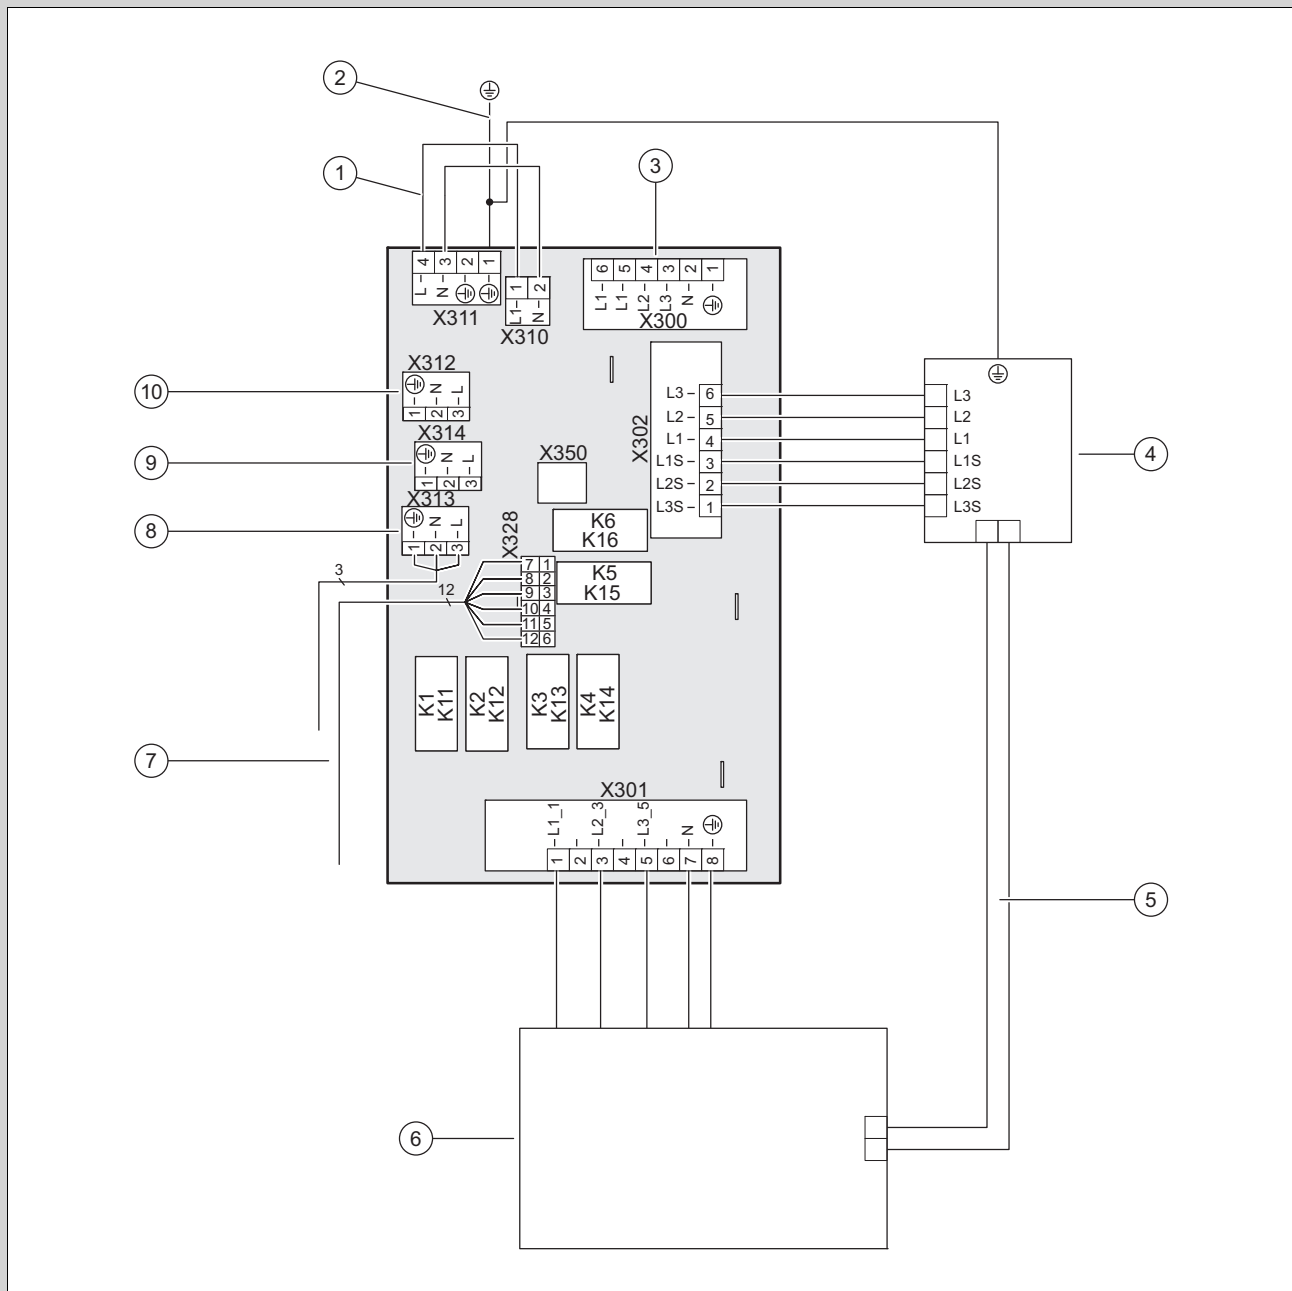 2
1
3
4 3 2 1
L N
X311
1 2
L1 N
X310
6 5 4 3 2 1
L1 L1 L2 L3 N
X300
X312
10
N L
1 2 3
X314
9
N L
1 2 3
X313
8
N L
1 2 3
3
12
X350
X328
7 1
8 2
9 3
10 4
11 5
12 6
K6
K16
K5
K15
X302
L3 6
L2 5
L1 4
L1S 3
L2S 2
L3S 1
L3
L2
L1
L1S
L2S
L3S
4
K1
K11
K2
K12
K3
K13
K4
K14
7
X301
L1_1 L2_3 L3_5 N
1 2 3 4 5 6 7 8
5
6